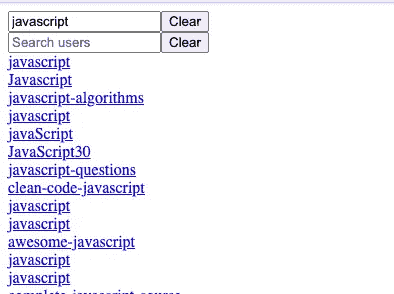 javascript Clear
Search users Clear
javascript
Javascript
javascript-algorithms
javascript
javaScript
JavaScript30
javascript-questions
clean-code-javascript
javascript
javascript
awesome-javascript
javascript
javascript